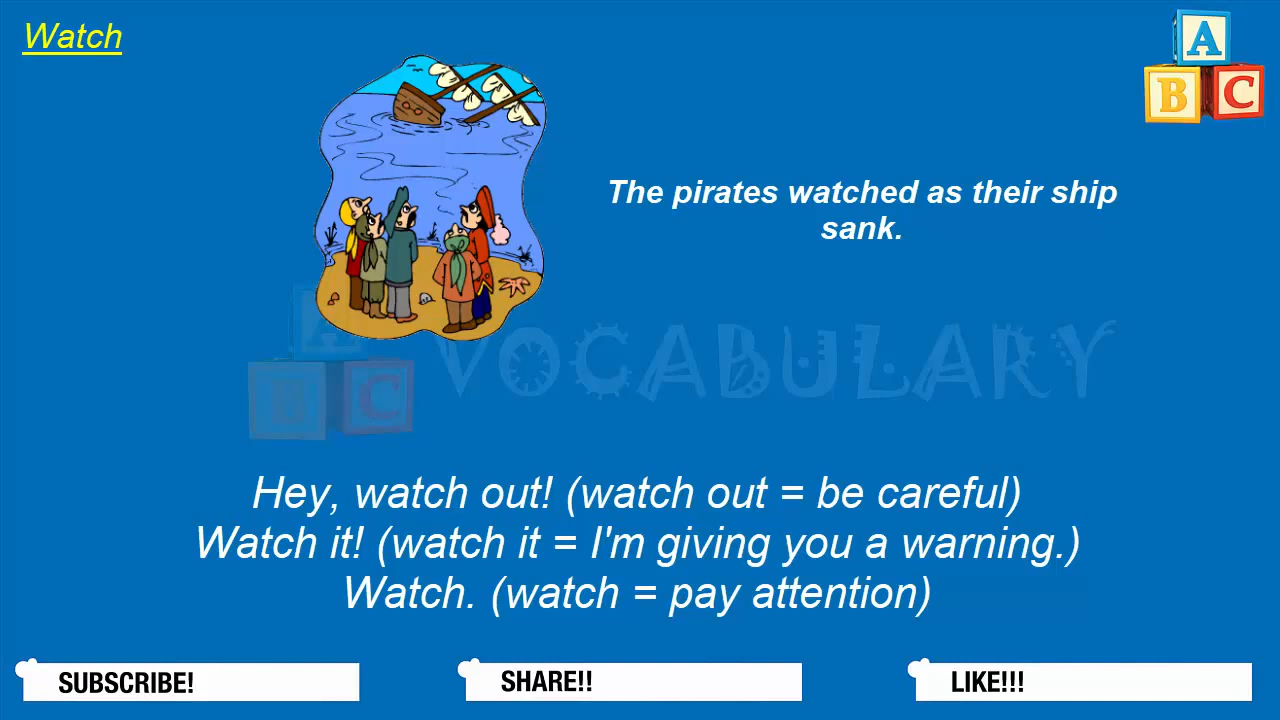 Watch
A
B C
The pirates watched as their ship
sank.
A
B C
VOCABULARY
Hey, watch out! (watch out = be careful)
Watch it! (watch it = I'm giving you a warning.)
Watch. (watch = pay attention)
SUBSCRIBE!
SHARE!!
LIKE!!!